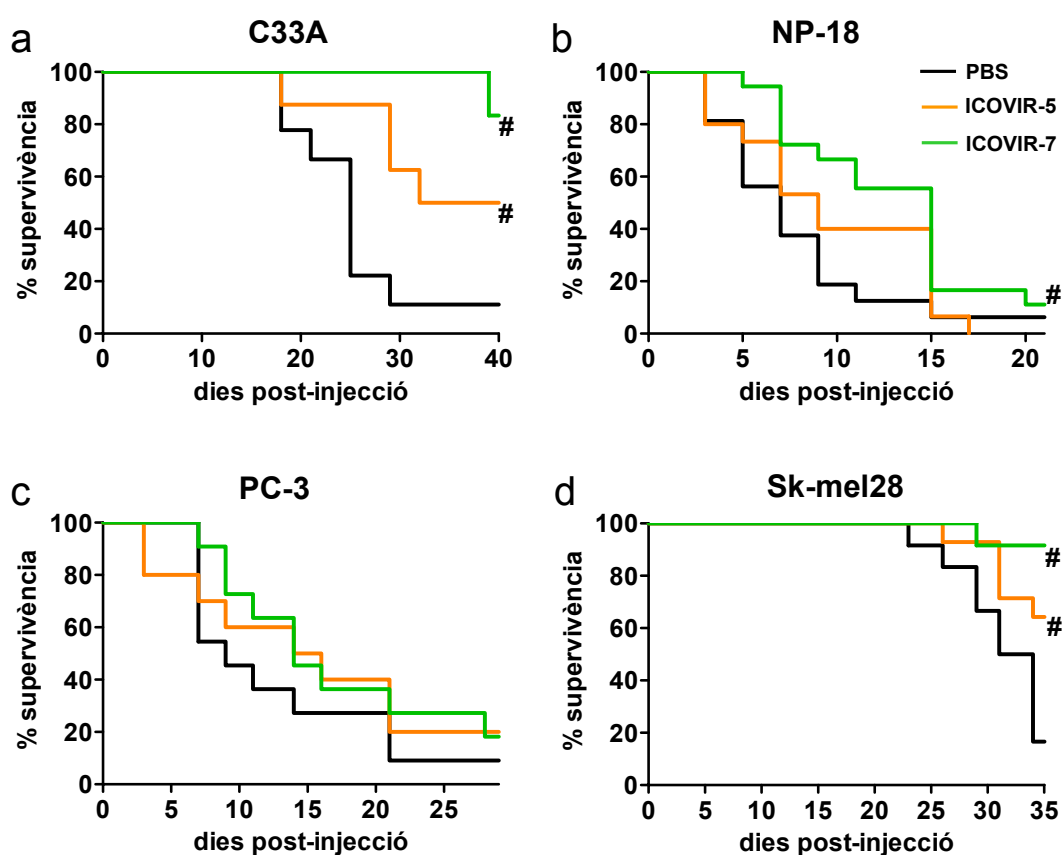 a
C33A
% supervivència
100
80
60
40
20
0
#
#
0 10 20 30 40
dies post-injecció
b
NP-18
% supervivència
100
80
60
40
20
0
PBS
ICOVIR-5
ICOVIR-7
#
0 5 10 15 20
dies post-injecció
c
PC-3
% supervivència
100
80
60
40
20
0
0 5 10 15 20 25
dies post-injecció
d
Sk-mel28
% supervivència
100
80
60
40
20
0
#
#
0 5 10 15 20 25 30 35
dies post-injecció